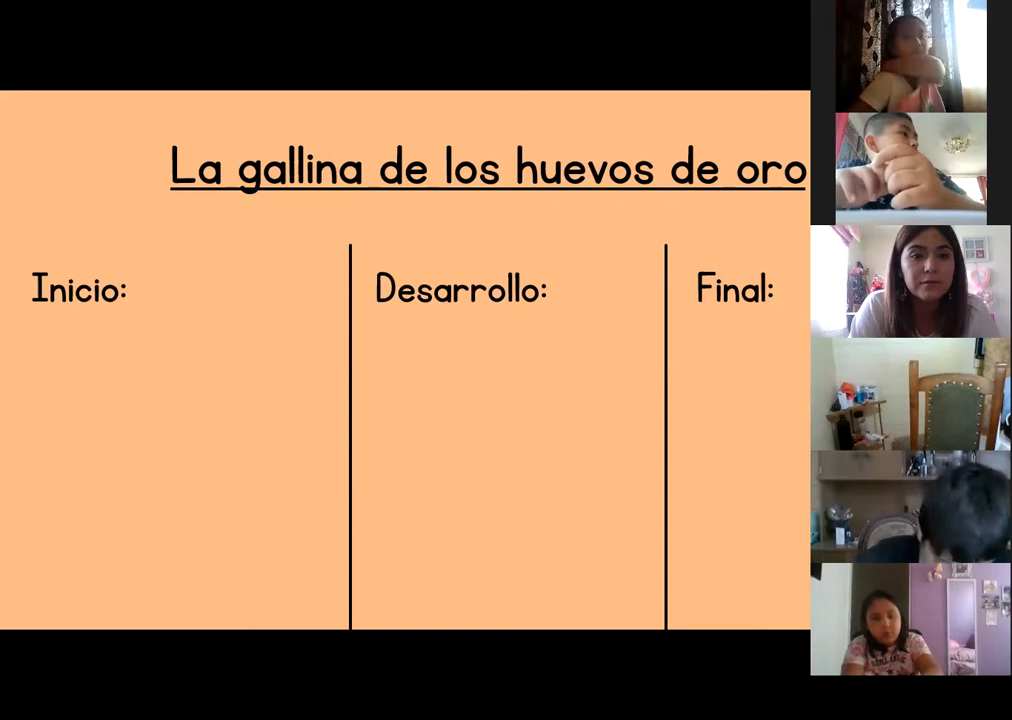 La gallina de los huevos de oro
Inicio:
Desarrollo:
Final: